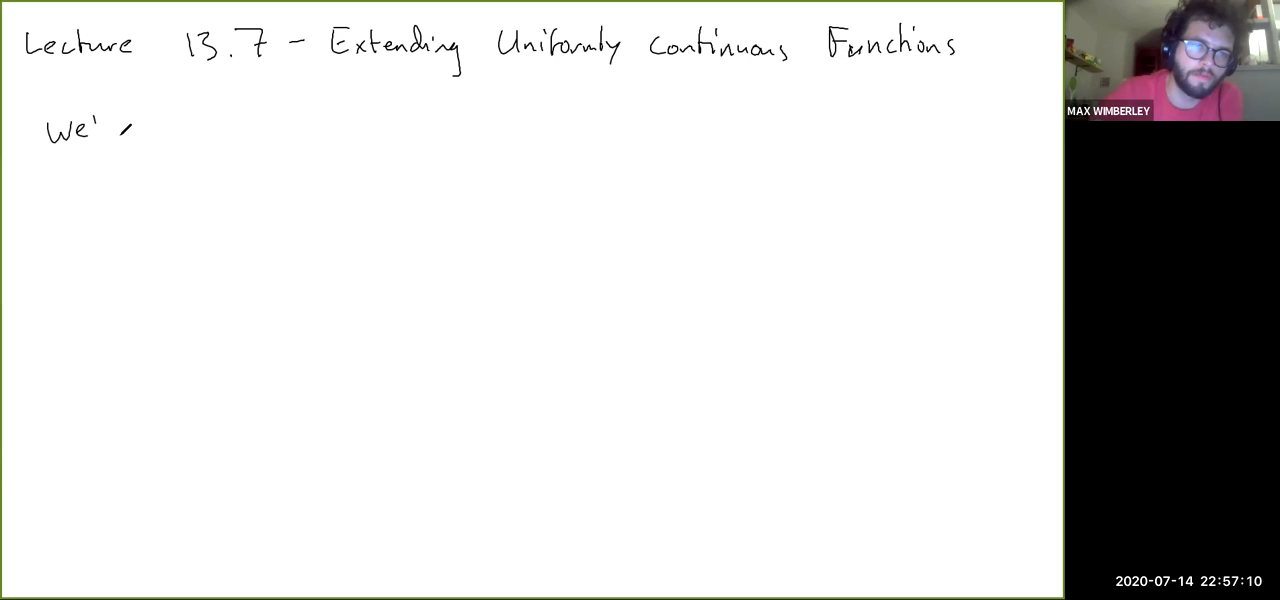 Lecture 13.7 - Extending Uniformly Continuous Functions
We'
MAX WIMBERLEY
2020-07-14 22:57:10